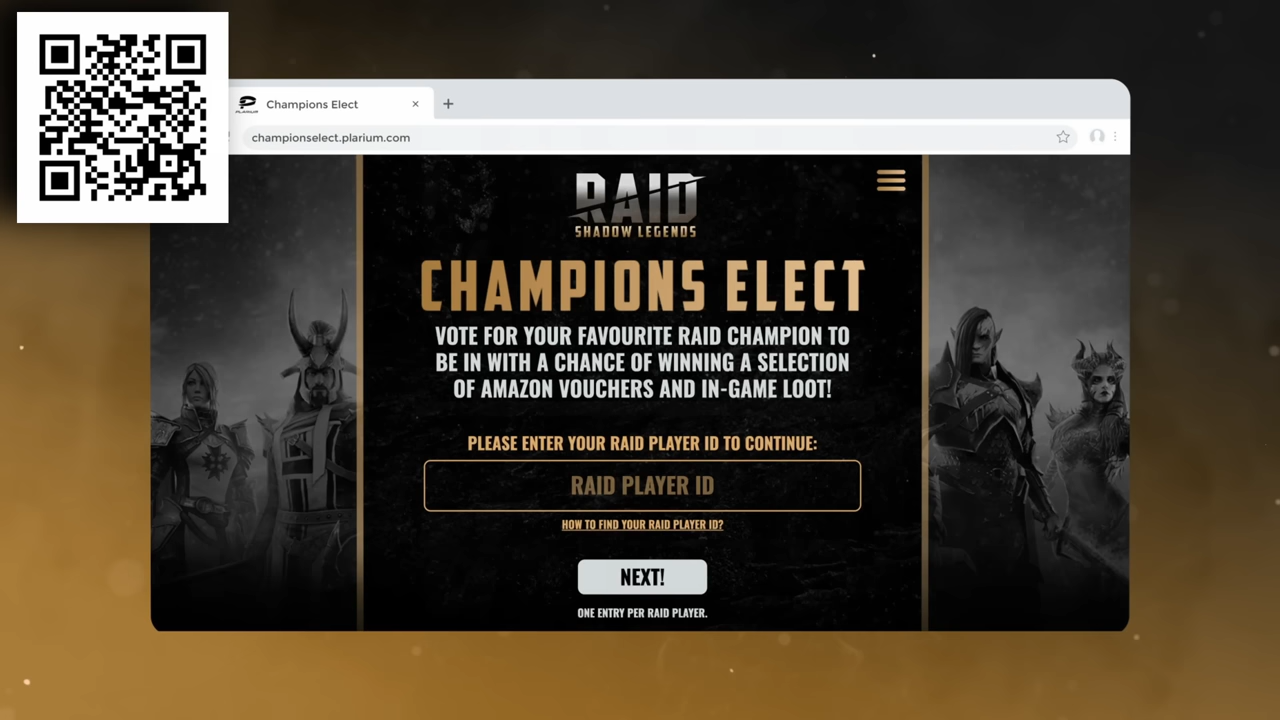 PLARIUM
Champions Elect
championselect.plarium.com
RAID
SHADOW LEGENDS
CHAMPIONS ELECT
VOTE FOR YOUR FAVOURITE RAID CHAMPION TO
BE IN WITH A CHANCE OF WINNING A SELECTION
OF AMAZON VOUCHERS AND IN-GAME LOOT!
PLEASE ENTER YOUR RAID PLAYER ID TO CONTINUE:
RAID PLAYER ID
HOW TO FIND YOUR RAID PLAYER ID?
NEXT!
ONE ENTRY PER RAID PLAYER.